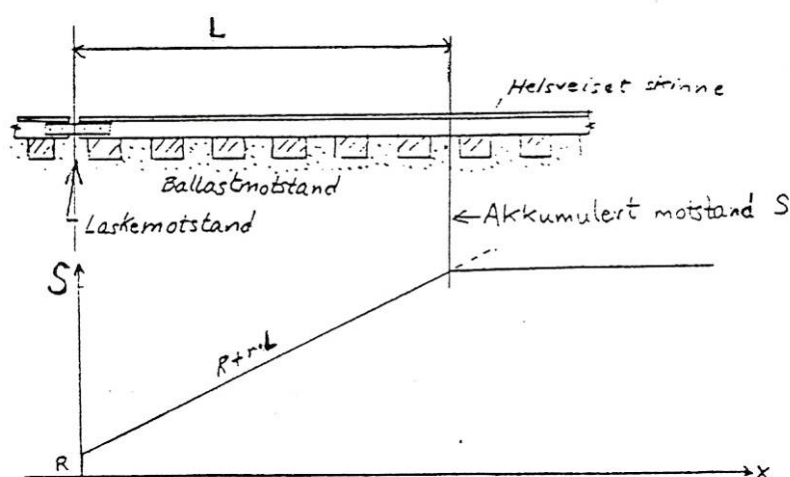 L
Helsveiset skinne
Ballastmotstand
Laskemotstand
Akkumulert motstand S
S
R+r·L
R
x